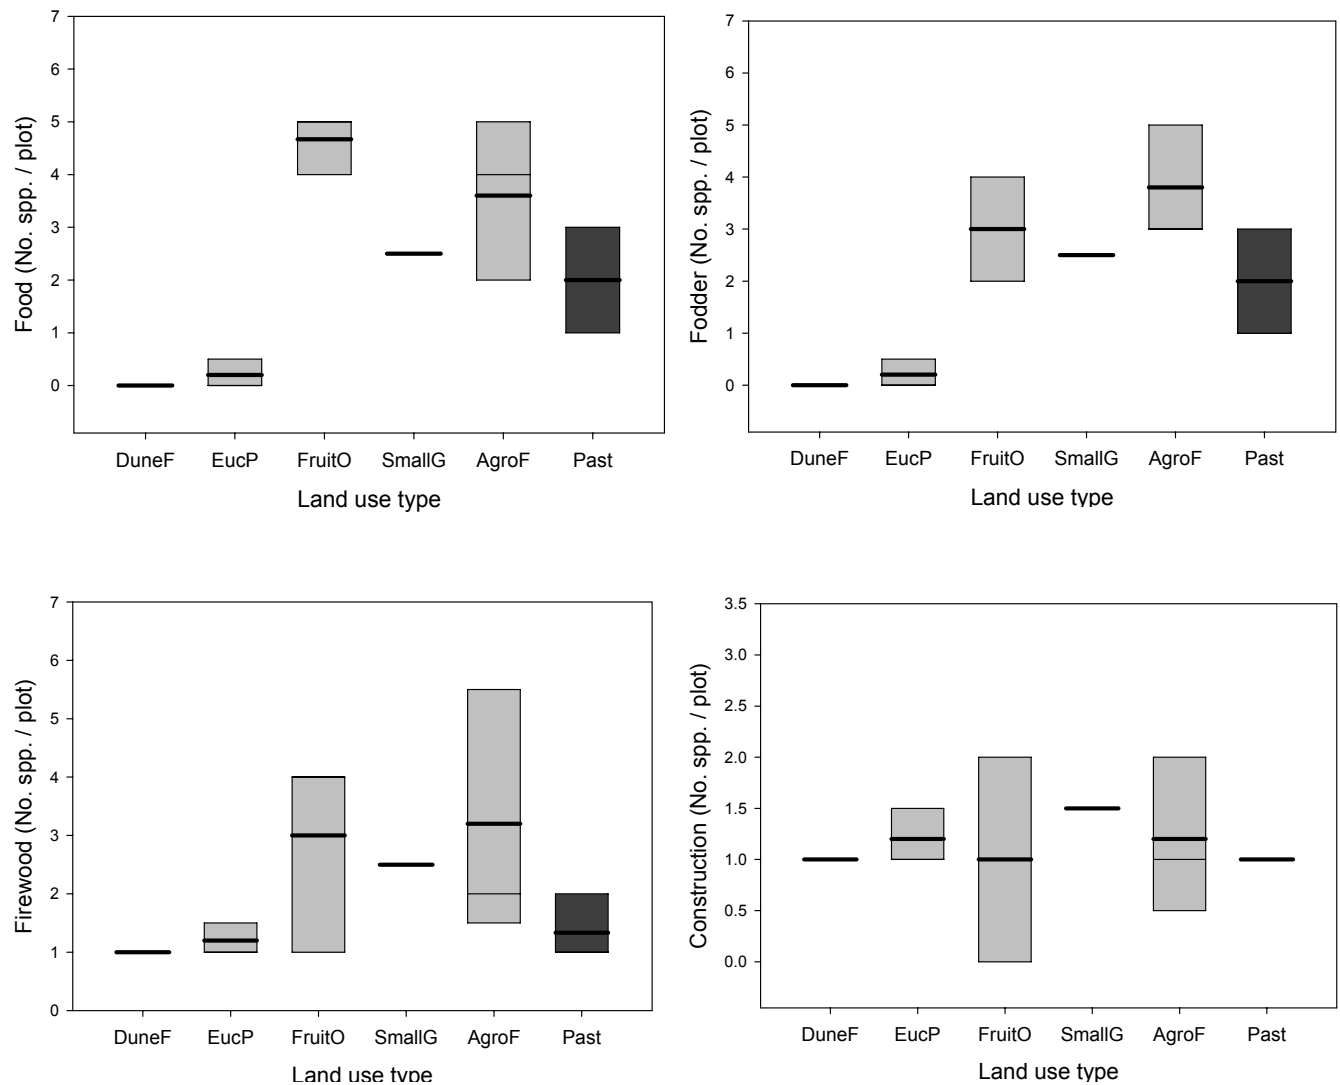 Food (No. spp. / plot)
7
6
5
4
3
2
1
0
DuneF EucP FruitO SmallG AgroF Past
Land use type
Fodder (No. spp. / plot)
7
6
5
4
3
2
1
0
DuneF EucP FruitO SmallG AgroF Past
Land use type
Firewood (No. spp. / plot)
7
6
5
4
3
2
1
0
DuneF EucP FruitO SmallG AgroF Past
Land use type
Construction (No. spp. / plot)
3.5
3.0
2.5
2.0
1.5
1.0
0.5
0.0
DuneF EucP FruitO SmallG AgroF Past
Land use type